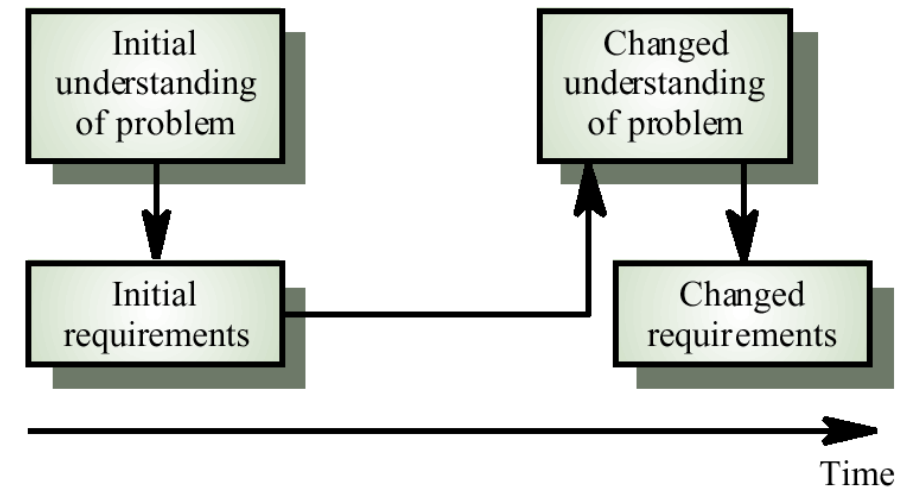 Initial
understanding
of problem
Changed
understanding
of problem
Initial
requirements
Changed
requirements
Time